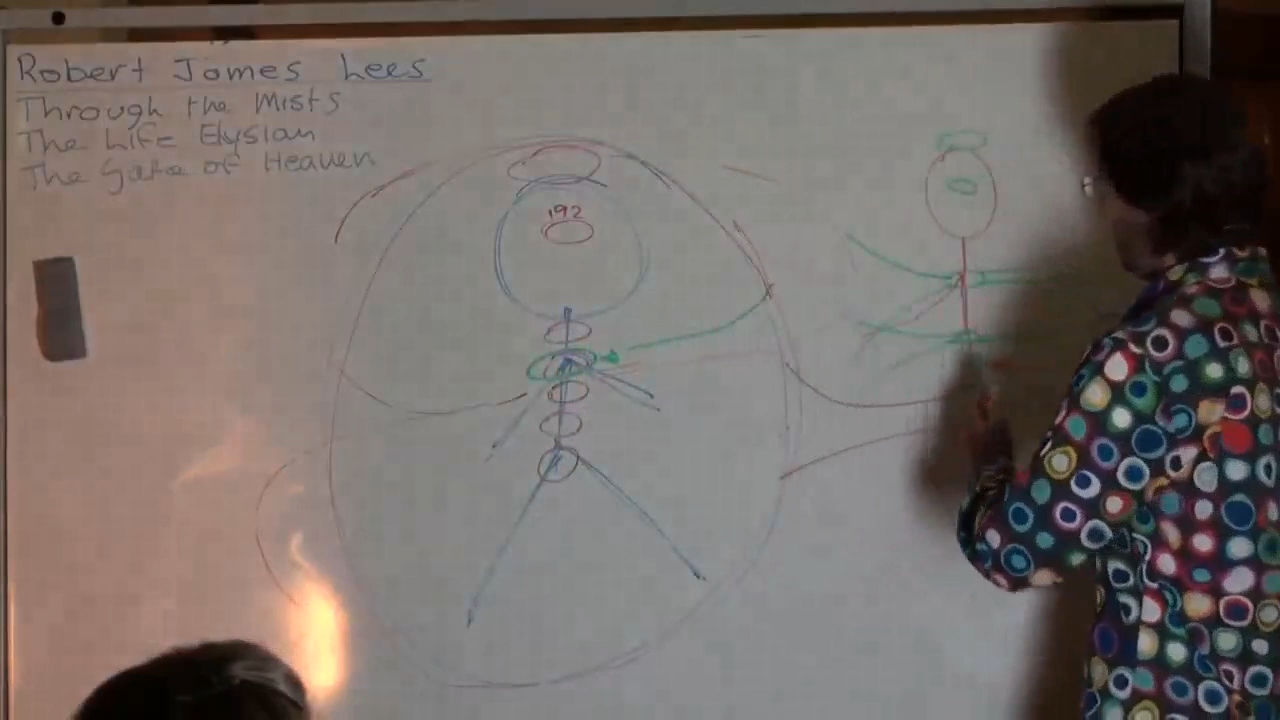 Robert James Lees
Through the Mists
The Life Elysian
The Gate of Heaven
192